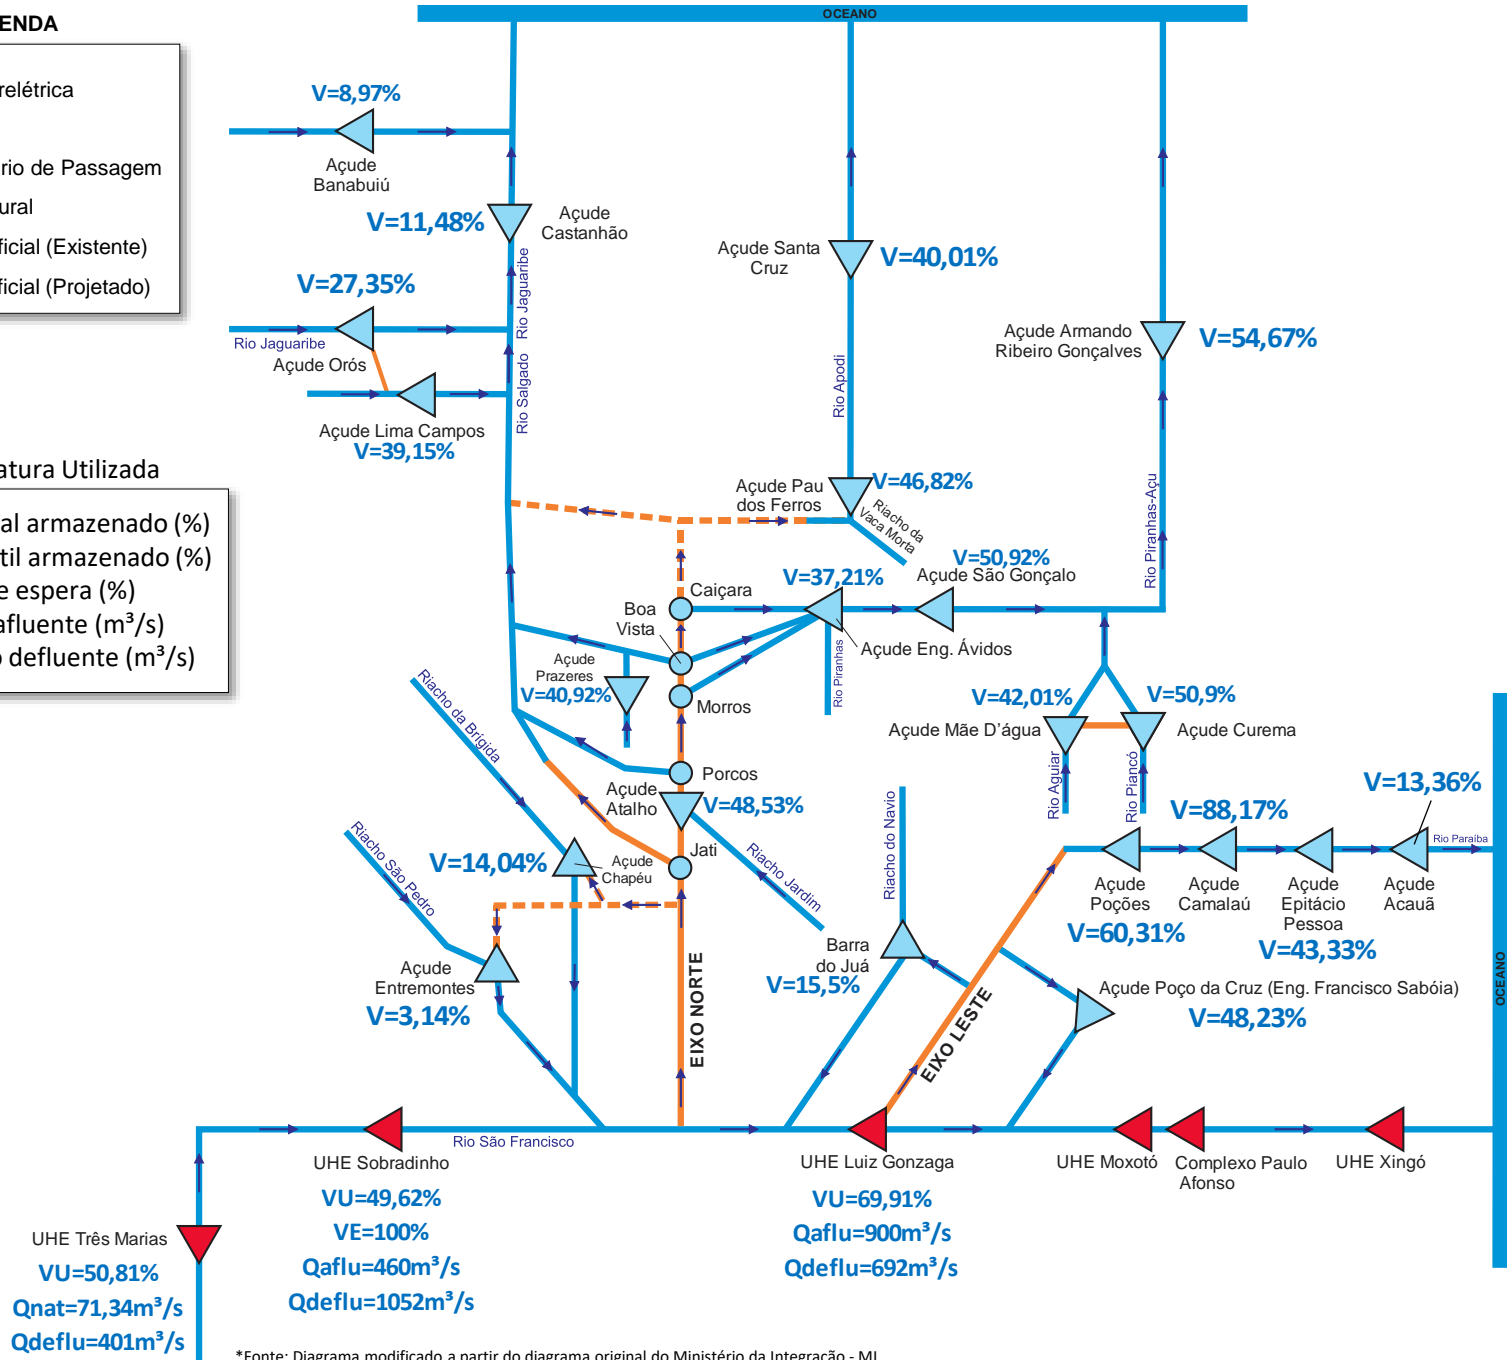 OCEANO
ENDA
relétrica
rio de Passagem
ural
ficial (Existente)
ficial (Projetado)
V=8,97%
Açude
Banabuiú
V=11,48%
Açude
Castanhão
Rio Jaguaribe
V=27,35%
Rio Jaguaribe
Açude Orós
Rio Salgado
Açude Lima Campos
V=39,15%
Açude Santa
Cruz
V=40,01%
Rio Apodi
Açude Armando
Ribeiro Gonçalves
V=54,67%
Rio Piranhas-Açu
atura Utilizada
al armazenado (%)
til armazenado (%)
e espera (%)
afluente (m³/s)
o defluente (m³/s)
Açude Pau
dos Ferros
V=46,82%
Riacho da
Vaca Morta
V=50,92%
Açude São Gonçalo
V=37,21%
Caiçara
Boa
Vista
Açude Eng. Ávidos
Rio Piranhas
Açude
Prazeres
V=40,92%
Morros
V=42,01%
Açude Mãe D'água
V=50,9%
Açude Curema
Rio Aguiar
Rio Piancó
Riacho da Brígida
Porcos
Açude
Atalho
V=48,53%
Jati
Riacho Jardim
Riacho do Navio
V=13,36%
V=88,17%
Rio Paraíba
Riacho São Pedro
V=14,04%
Açude
Chapéu
Açude
Poções
V=60,31%
Açude
Camalaú
Açude
Epitácio
Pessoa
V=43,33%
Açude
Acauã
Açude
Entremontes
V=3,14%
EIXO NORTE
Barra
do Juá
V=15,5%
EIXO LESTE
Açude Poço da Cruz (Eng. Francisco Sabóia)
V=48,23%
OCEANO
Rio São Francisco
UHE Sobradinho
VU=49,62%
VE=100%
Qaflu=460m³/s
Qdeflu=1052m³/s
UHE Luiz Gonzaga
VU=69,91%
Qaflu=900m³/s
Qdeflu=692m³/s
UHE Moxotó
Complexo Paulo
Afonso
UHE Xingó
UHE Três Marias
VU=50,81%
Qnat=71,34m³/s
Qdeflu=401m³/s
*Fonte: Diagrama modificado a partir do diagrama original do Ministério da Integração - MI